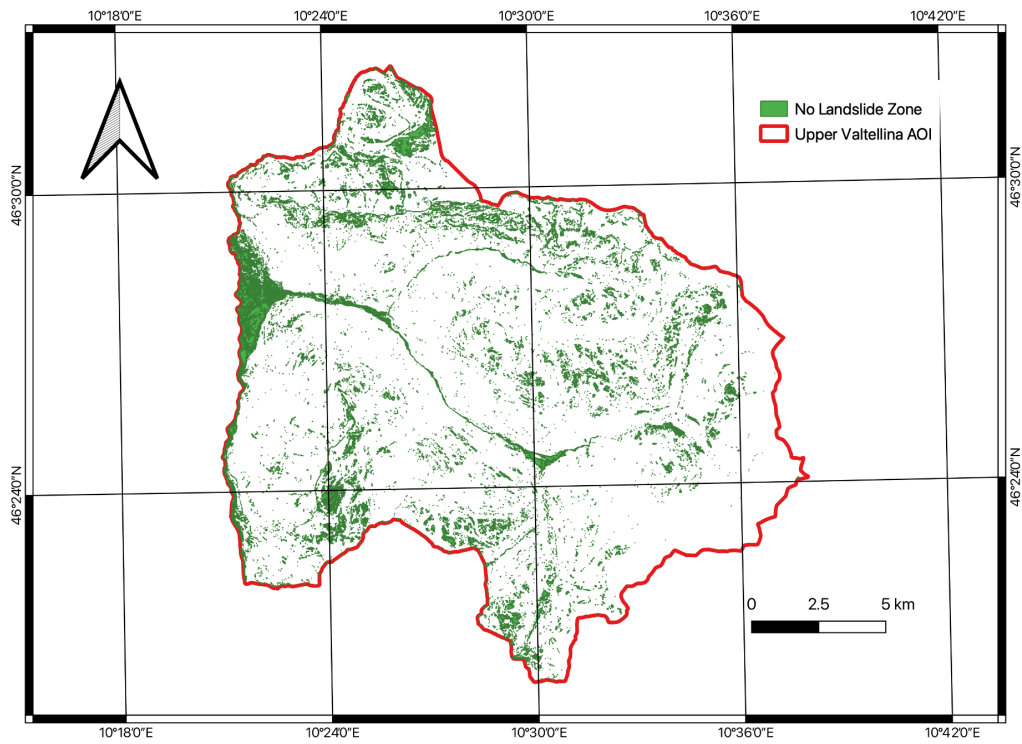 10°18'0"E 10°24'0"E 10°30'0"E 10°36'0"E 10°42'0"E
No Landslide Zone
Upper Valtellina AOI
46°30'0"N 46°30'0"N
46°24'0"N 46°24'0"N
0 2.5 5 km
10°18'0"E 10°24'0"E 10°30'0"E 10°36'0"E 10°42'0"E